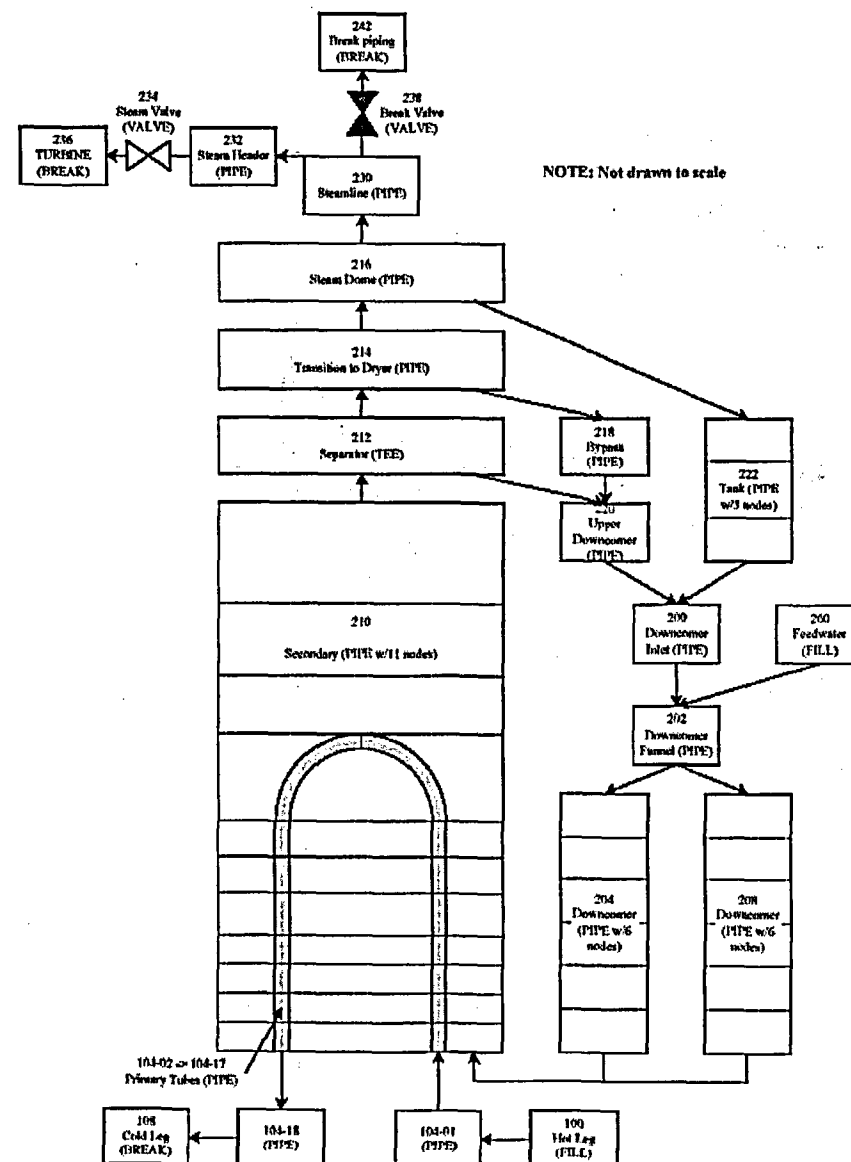 242
Break piping
(BREAK)
234
Steam Valve
(VALVE)
238
Break Valve
(VALVE)
236
TURBINE
(BREAK)
232
Steam Header
(PIPE)
230
Steamline (PIPE)
NOTE: Not drawn to scale
216
Steam Dome (PIPE)
214
Transition to Dryer (PIPE)
212
Separator (TEE)
218
Bypass
(PIPE)
222
Tank (PIPE
w/3 nodes)
220
Upper
Downcomer
(PIPE)
210
Secondary (PIPE w/11 nodes)
200
Downcomer
Inlet (PIPE)
260
Feedwater
(FILL)
202
Downcomer
Funnel (PIPE)
204
Downcomer
(PIPE w/6
nodes)
208
Downcomer
(PIPE w/6
nodes)
104-02 104-17
Primary Tubes (PIPE)
108
Cold Leg
(BREAK)
104-18
(PIPE)
104-01
(PIPE)
100
Hot Leg
(FILL)